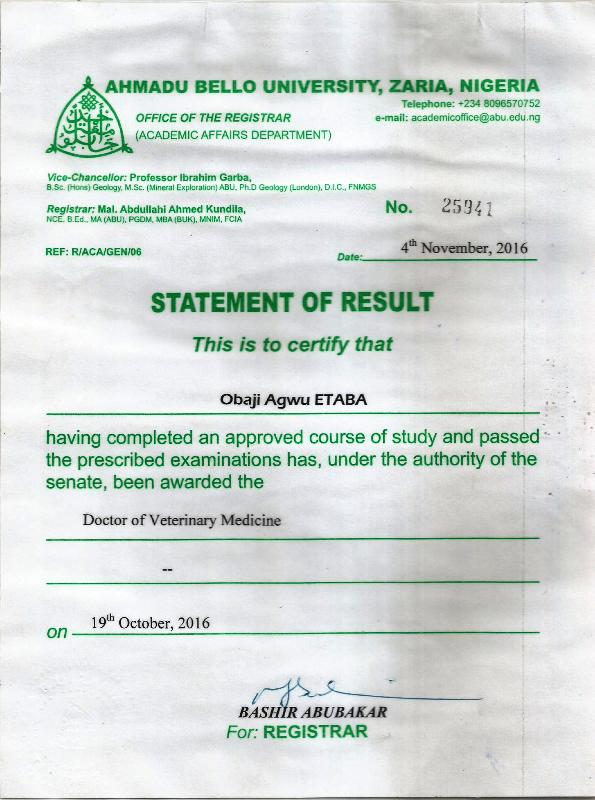 AHMADU BELLO UNIVERSITY, ZARIA, NIGERIA
Telephone: +234 8096570752
OFFICE OF THE REGISTRAR
e-mail: academicoffice@abu.edu.ng
(ACADEMIC AFFAIRS DEPARTMENT)
Vice-Chancellor: Professor Ibrahim Garba,
B.Sc. (Hons) Geology, M.Sc. (Mineral Exploration) ABU, Ph.D Geology (London), D.I.C., FNMGS
Registrar: Mal. Abdullahi Ahmed Kundila,
NCE, B.Ed., MA (ABU), PGDM, MBA (BUK), MNIM, FCIA
No. 25941
REF: R/ACA/GEN/06
Date: 4th November, 2016
STATEMENT OF RESULT
This is to certify that
Obaji Agwu ETABA
having completed an approved course of study and passed
the prescribed examinations has, under the authority of the
senate, been awarded the
Doctor of Veterinary Medicine
--
on 19th October, 2016
BASHIR ABUBAKAR
For: REGISTRAR